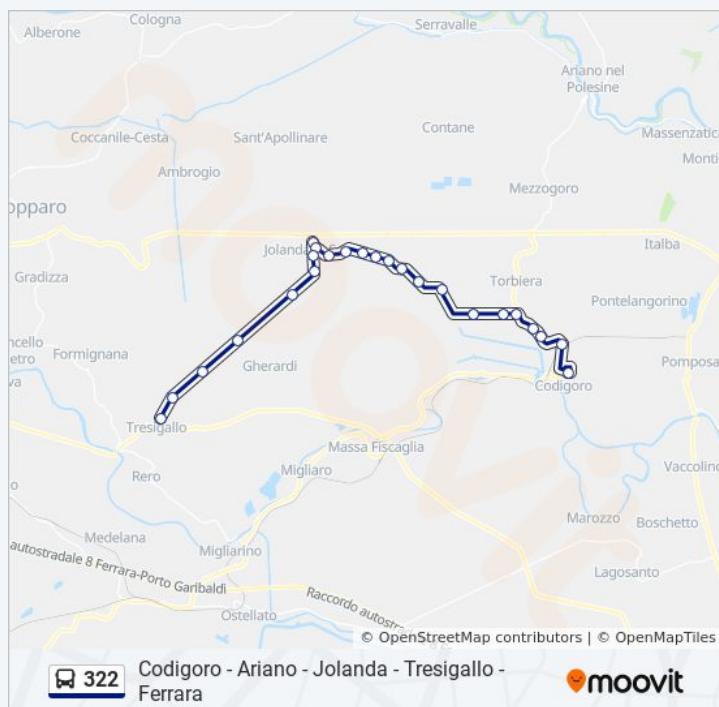 Cologna
Serravalle
Alberone
Ariano nel
Polesine
Contane
Coccanile-Cesta
Sant'Apollinare
Massenzatica
Ambrogio
Mezzogoro
opparo
Jolanda
Italba
Gradizza
Torbiera
Pontelangorino
Formignana
Gherardi
Pomposa
Codigoro
Tresigallo
Massa Fiscaglia
Rero
Migliaro
Vaccolino
Marozzo
Boschetto
Medelana
Migliarino
autostradale 8 Ferrara-Porto Garibaldi
Lagosanto
Raccordo autos
Ostellato
© OpenStreetMap contributors | © OpenMapTiles
322
Codigoro - Ariano - Jolanda - Tresigallo -
Ferrara
moovit